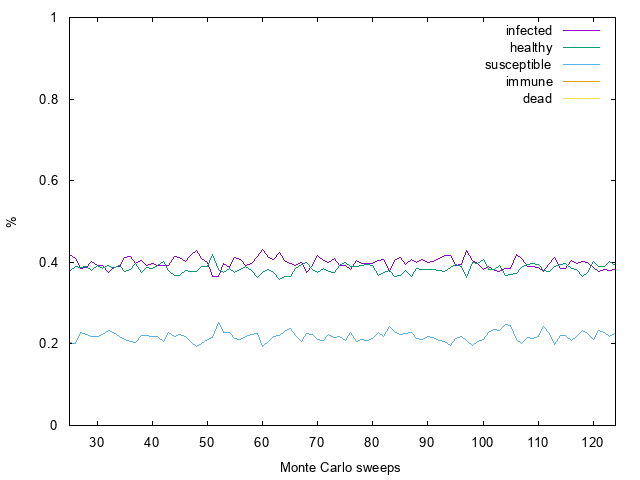 1
0.8
0.6
0.4
0.2
0
%
infected
healthy
susceptible
immune
dead
30 40 50 60 70 80 90 100 110 120
Monte Carlo sweeps